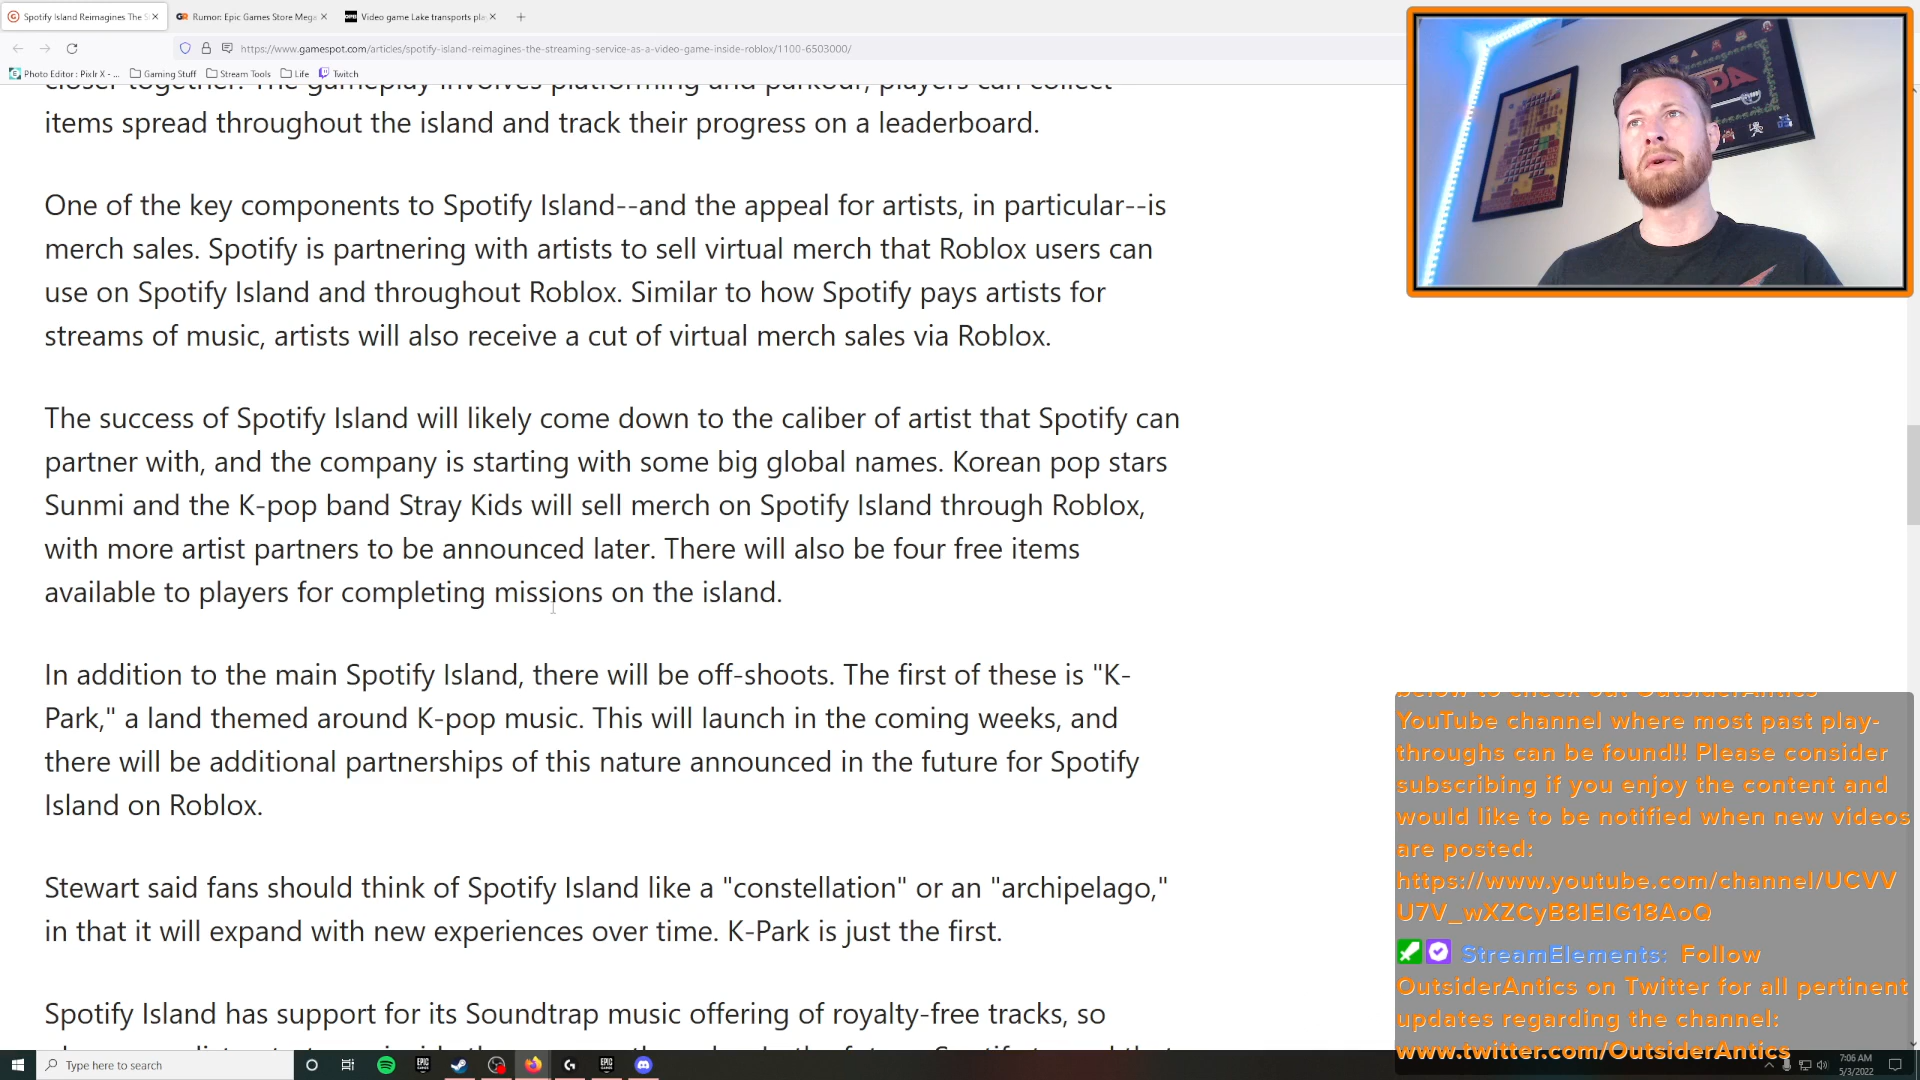 Spotify Island Reimagines The S
Rumor: Epic Games Store Mega
Video game Lake transports pla
https://www.gamespot.com/articles/spotify-island-reimagines-the-streaming-service-as-a-video-game-inside-roblox/1100-6503000/
Photo Editor : Pixlr X - ...
Gaming Stuff
Stream Tools
Life
Twitch
closer together. The gameplay involves platforming and parkour; players can collect
items spread throughout the island and track their progress on a leaderboard.
One of the key components to Spotify Island--and the appeal for artists, in particular--is
merch sales. Spotify is partnering with artists to sell virtual merch that Roblox users can
use on Spotify Island and throughout Roblox. Similar to how Spotify pays artists for
streams of music, artists will also receive a cut of virtual merch sales via Roblox.
The success of Spotify Island will likely come down to the caliber of artist that Spotify can
partner with, and the company is starting with some big global names. Korean pop stars
Sunmi and the K-pop band Stray Kids will sell merch on Spotify Island through Roblox,
with more artist partners to be announced later. There will also be four free items
available to players for completing missions on the island.
In addition to the main Spotify Island, there will be off-shoots. The first of these is "K-
Park," a land themed around K-pop music. This will launch in the coming weeks, and
there will be additional partnerships of this nature announced in the future for Spotify
Island on Roblox.
Stewart said fans should think of Spotify Island like a "constellation" or an "archipelago,"
in that it will expand with new experiences over time. K-Park is just the first.
Spotify Island has support for its Soundtrap music offering of royalty-free tracks, so
below to check out OutsiderAntics
YouTube channel where most past play-
throughs can be found!! Please consider
subscribing if you enjoy the content and
would like to be notified when new videos
are posted:
https://www.youtube.com/channel/UCVV
U7V_wXZCyB8IEIG18AoQ
StreamElements: Follow
OutsiderAntics on Twitter for all pertinent
updates regarding the channel:
www.twitter.com/OutsiderAntics
Type here to search
7:06 AM
5/3/2022